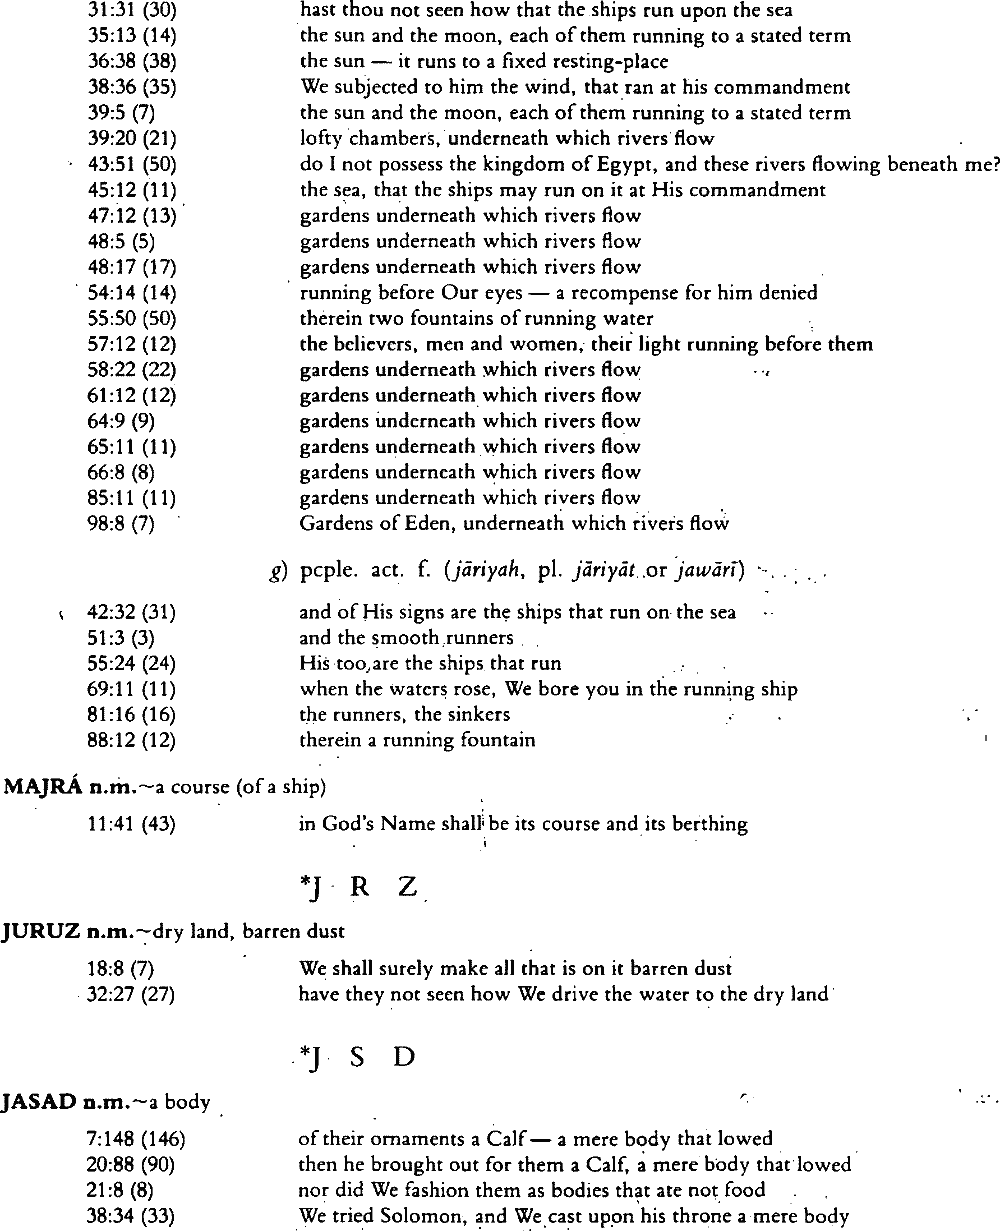 31:31 (30) hast thou not seen how that the ships run upon the sea
35:13 (14) the sun and the moon, each of them running to a stated term
36:38 (38) the sun — it runs to a fixed resting-place
38:36 (35) We subjected to him the wind, that ran at his commandment
39:5 (7) the sun and the moon, each of them running to a stated term
39:20 (21) lofty chambers, underneath which rivers flow
43:51 (50) do I not possess the kingdom of Egypt, and these rivers flowing beneath me?
45:12 (11) the sea, that the ships may run on it at His commandment
47:12 (13) gardens underneath which rivers flow
48:5 (5) gardens underneath which rivers flow
48:17 (17) gardens underneath which rivers flow
54:14 (14) running before Our eyes — a recompense for him denied
55:50 (50) therein two fountains of running water
57:12 (12) the believers, men and women, their light running before them
58:22 (22) gardens underneath which rivers flow
61:12 (12) gardens underneath which rivers flow
64:9 (9) gardens underneath which rivers flow
65:11 (11) gardens underneath which rivers flow
66:8 (8) gardens underneath which rivers flow
85:11 (11) gardens underneath which rivers flow
98:8 (7) Gardens of Eden, underneath which rivers flow
g) pcple. act. f. (jāriyah, pl. jāriyāt or jawārī)
42:32 (31) and of His signs are the ships that run on the sea
51:3 (3) and the smooth runners
55:24 (24) His too are the ships that run
69:11 (11) when the waters rose, We bore you in the running ship
81:16 (16) the runners, the sinkers
88:12 (12) therein a running fountain
MAJRÁ n.m.~a course (of a ship)
11:41 (43) in God's Name shall be its course and its berthing
*J R Z
JURUZ n.m.~dry land, barren dust
18:8 (7) We shall surely make all that is on it barren dust
32:27 (27) have they not seen how We drive the water to the dry land
*J S D
JASAD n.m.~a body
7:148 (146) of their ornaments a Calf — a mere body that lowed
20:88 (90) then he brought out for them a Calf, a mere body that lowed
21:8 (8) nor did We fashion them as bodies that ate not food
38:34 (33) We tried Solomon, and We cast upon his throne a mere body